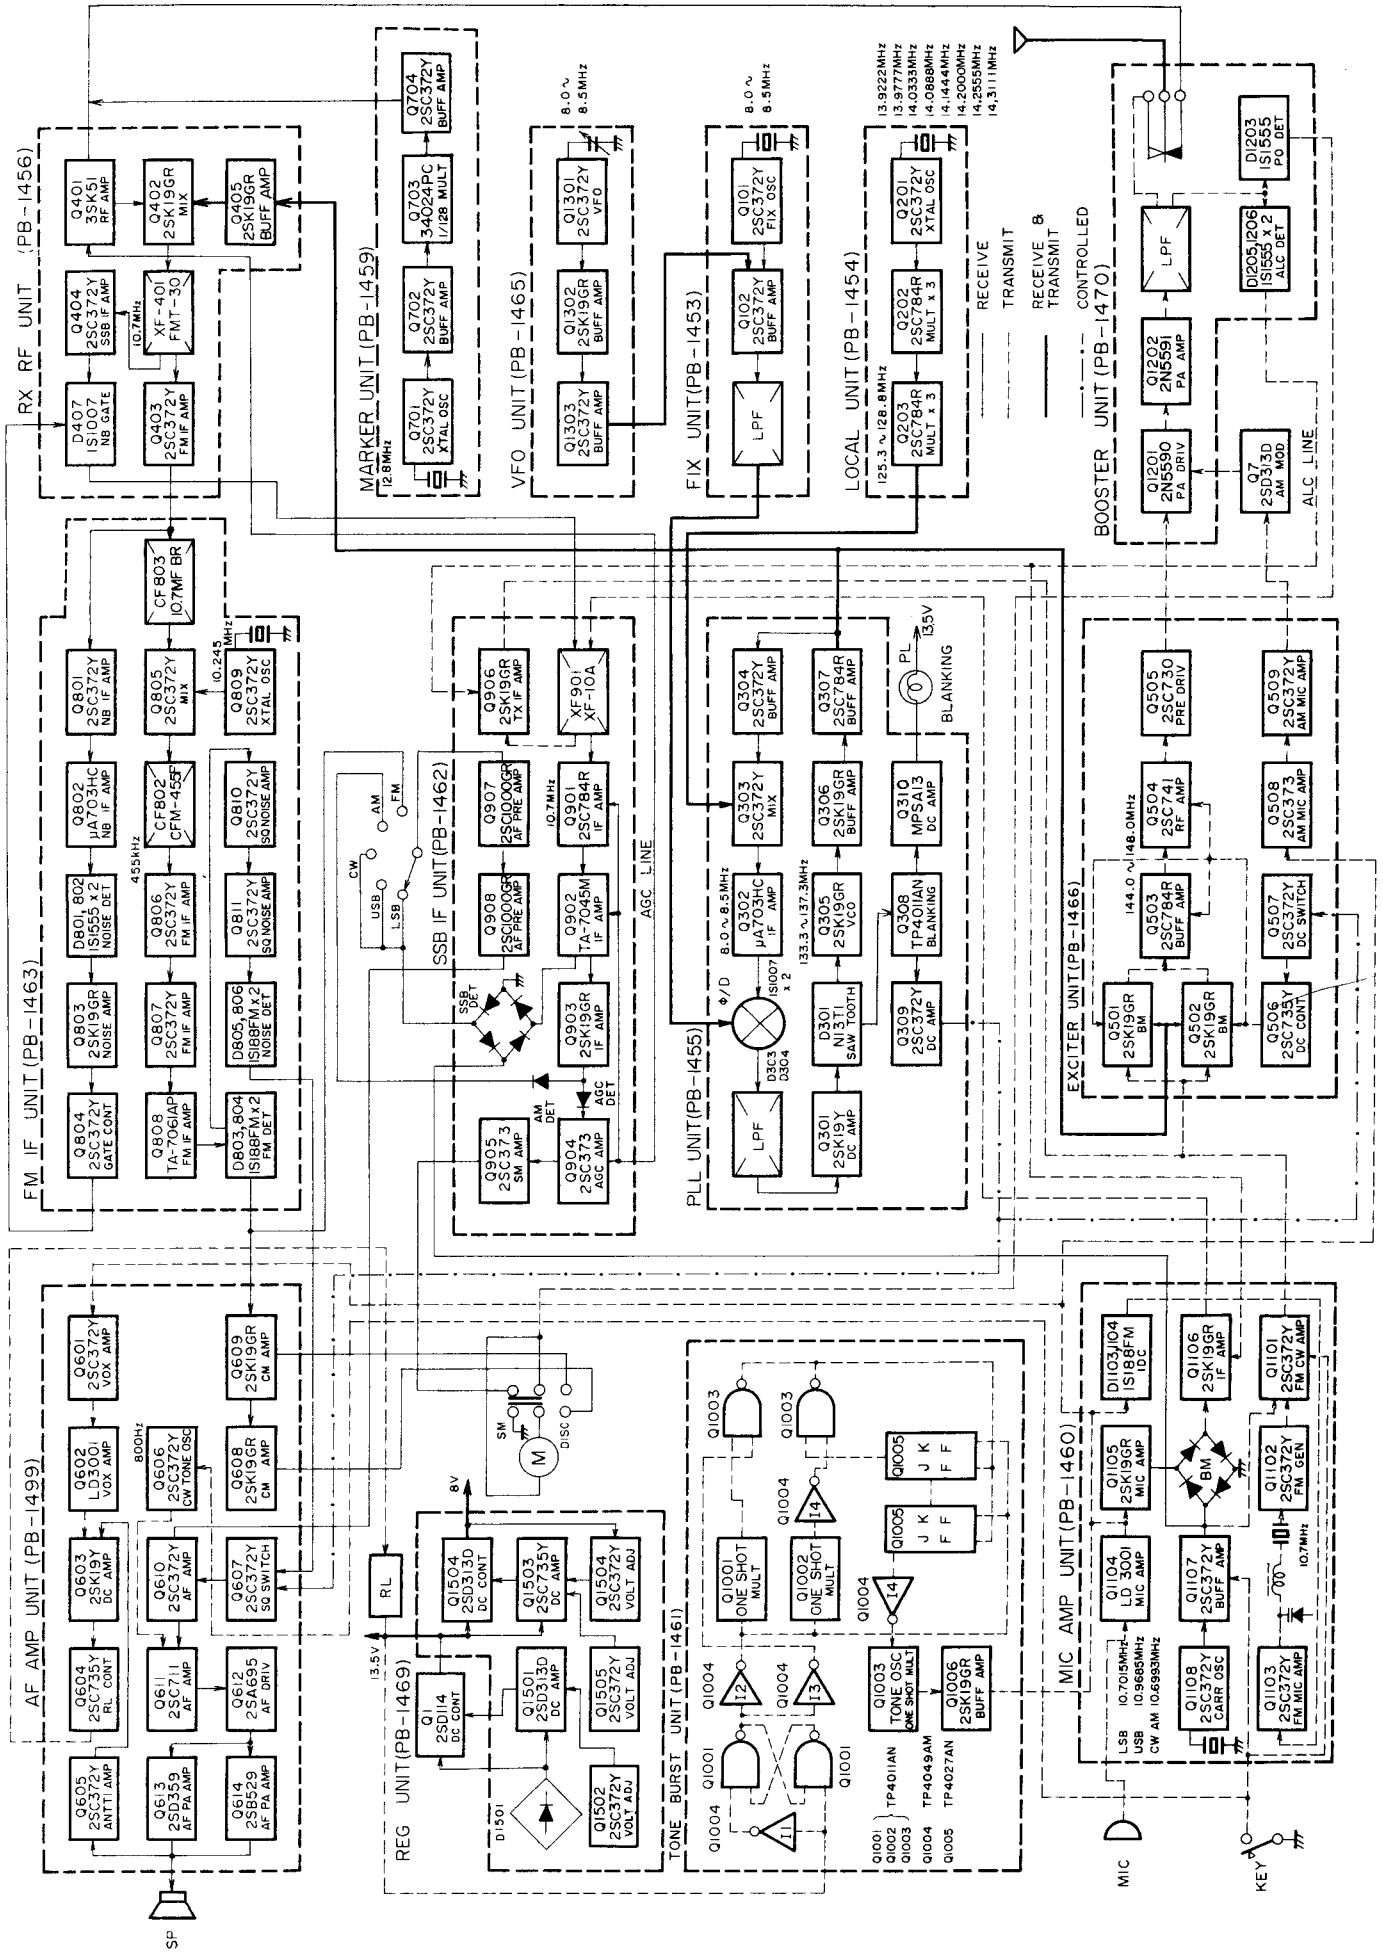 RX RF UNIT (PB-1456)
Q401
3SK51
RF AMP
Q402
2SK19GR
MIX
Q405
2SK19GR
BUFF AMP
Q404
2SC372Y
SSB IF AMP
10.7MHz
XF-401
FMT-30
D407
1S1007
NB GATE
Q403
2SC372Y
FM IF AMP
MARKER UNIT (PB-1459)
Q704
2SC372Y
BUFF AMP
Q703
34024PC
1/128 MULT
Q702
2SC372Y
BUFF AMP
Q701
2SC372Y
XTAL OSC
12.8MHz
VFO UNIT (PB-1465)
8.0~
8.5MHz
Q1301
2SC372Y
VFO
Q1302
2SK19GR
BUFF AMP
Q1303
2SC372Y
BUFF AMP
FIX UNIT (PB-1453)
8.0~
8.5MHz
Q101
2SC372Y
FIX OSC
Q102
2SC372Y
BUFF AMP
LPF
LOCAL UNIT (PB-1454)
13.9222MHz
13.9777MHz
14.0333MHz
14.0888MHz
14.1444MHz
14.2000MHz
14.2555MHz
14,3111MHz
Q201
2SC372Y
XTAL OSC
Q202
2SC784R
MULT x 3
Q203
2SC784R
MULT x 3
125.3~128.8MHz
RECEIVE
TRANSMIT
RECEIVE &
TRANSMIT
CONTROLLED
BOOSTER UNIT (PB-1470)
LPF
D1203
1S1555
PO DET
D1205,1206
1S1555 x 2
ALC DET
Q1202
2N5591
PA AMP
Q1201
2N5590
PA DRIV
Q7
2SD313D
AM MOD
ALC LINE
FM IF UNIT (PB-1463)
CF803
10.7MF BR
Q801
2SC372Y
NB IF AMP
Q805
2SC372Y
MIX
Q809
2SC372Y
XTAL OSC
10.245
MHz
Q802
µA703HC
NB IF AMP
CF802
CFM-455F
455kHz
Q810
2SC372Y
SQ NOISE AMP
D801, 802
1S1555 x 2
NOISE DET
Q806
2SC372Y
FM IF AMP
Q811
2SC372Y
SQ NOISE AMP
Q803
2SK19GR
NOISE AMP
Q807
2SC372Y
FM IF AMP
D805,806
1S188FM x 2
NOISE DET
Q804
2SC372Y
GATE CONT
Q808
TA-7061AP
FM IF AMP
D803,804
1S188FM x 2
FM DET
SSB IF UNIT (PB-1462)
Q906
2SK19GR
TX IF AMP
XF901
XF-10A
Q907
2SC1000GR
AF PRE AMP
10.7MHz
Q901
2SC784R
IF AMP
Q908
2SC1000GR
AF PRE AMP
Q902
TA-7045M
IF AMP
SSB
DET
Q903
2SK19GR
IF AMP
AM
DET
AGC
DET
Q905
2SC373
SM AMP
Q904
2SC373
AGC AMP
AGC LINE
CW
AM
FM
USB
LSB
PLL UNIT (PB-1455)
Q304
2SC372Y
BUFF AMP
Q307
2SC784R
BUFF AMP
PL
13.5V
BLANKING
Q303
2SC372Y
MIX
Q306
2SK19GR
BUFF AMP
Q310
MPSA13
DC AMP
8.0~8.5MHz
Q302
µA703HC
IF AMP
133.3~137.3MHz
Q305
2SK19GR
VCO
Q308
TP4011AN
BLANKING
Φ/D
1S1007
x 2
D303
D304
D301
N13T1
SAW TOOTH
Q309
2SC372Y
DC AMP
LPF
Q301
2SK19Y
DC AMP
EXCITER UNIT (PB-1466)
Q505
2SC730
PRE DRIV
Q509
2SC372Y
AM MIC AMP
Q504
2SC741
RF AMP
Q508
2SC373
AM MIC AMP
144.0~148.0MHz
Q503
2SC784R
BUFF AMP
Q507
2SC372Y
DC SWITCH
Q501
2SK19GR
BM
Q502
2SK19GR
BM
Q506
2SC735Y
DC CONT
AF AMP UNIT (PB-1499)
Q601
2SC372Y
VOX AMP
Q609
2SK19GR
CM AMP
Q602
LD3001
VOX AMP
800Hz
Q606
2SC372Y
CW TONE OSC
Q608
2SK19GR
CM AMP
Q603
2SK19Y
DC AMP
Q610
2SC372Y
AF AMP
Q607
2SC372Y
SQ SWITCH
Q604
2SC735Y
RL CONT
Q611
2SC711
AF AMP
Q612
2SA695
AF DRIV
Q605
2SC372Y
ANTTI AMP
Q613
2SD359
AF PA AMP
Q614
2SB529
AF PA AMP
SP
SM
M
DISC
REG UNIT (PB-1469)
RL
13.5V
8V
Q1504
2SD313D
DC CONT
Q1503
2SC735Y
DC AMP
Q1504
2SC372Y
VOLT ADJ
Q1
2SD114
DC CONT
Q1501
2SD313D
DC AMP
Q1505
2SC372Y
VOLT ADJ
D1501
Q1502
2SC372Y
VOLT ADJ
TONE BURST UNIT (PB-1461)
Q1003
Q1003
Q1005
J K
F F
Q1004
I4
Q1005
J K
F F
Q1001
ONE SHOT
MULT
Q1002
ONE SHOT
MULT
Q1004
I4
Q1004
I2
Q1004
I3
Q1003
TONE OSC
ONE SHOT MULT
Q1006
2SK19GR
BUFF AMP
Q1001
Q1001
Q1004
I1
Q1001
Q1002
Q1003
TP4011AN
Q1004 TP4049AM
Q1005 TP4027AN
MIC AMP UNIT (PB-1460)
D1103,1104
1S188FM
IDC
Q1106
2SK19GR
IF AMP
Q1101
2SC372Y
FM CW AMP
Q1105
2SK19GR
MIC AMP
BM
Q1102
2SC372Y
FM GEN
10.7MHz
Q1104
LD 3001
MIC AMP
Q1107
2SC372Y
BUFF AMP
LSB 10.7015MHz
USB 10.9685MHz
CW AM 10.6993MHz
Q1108
2SC372Y
CARR OSC
Q1103
2SC372Y
FM MIC AMP
MIC
KEY